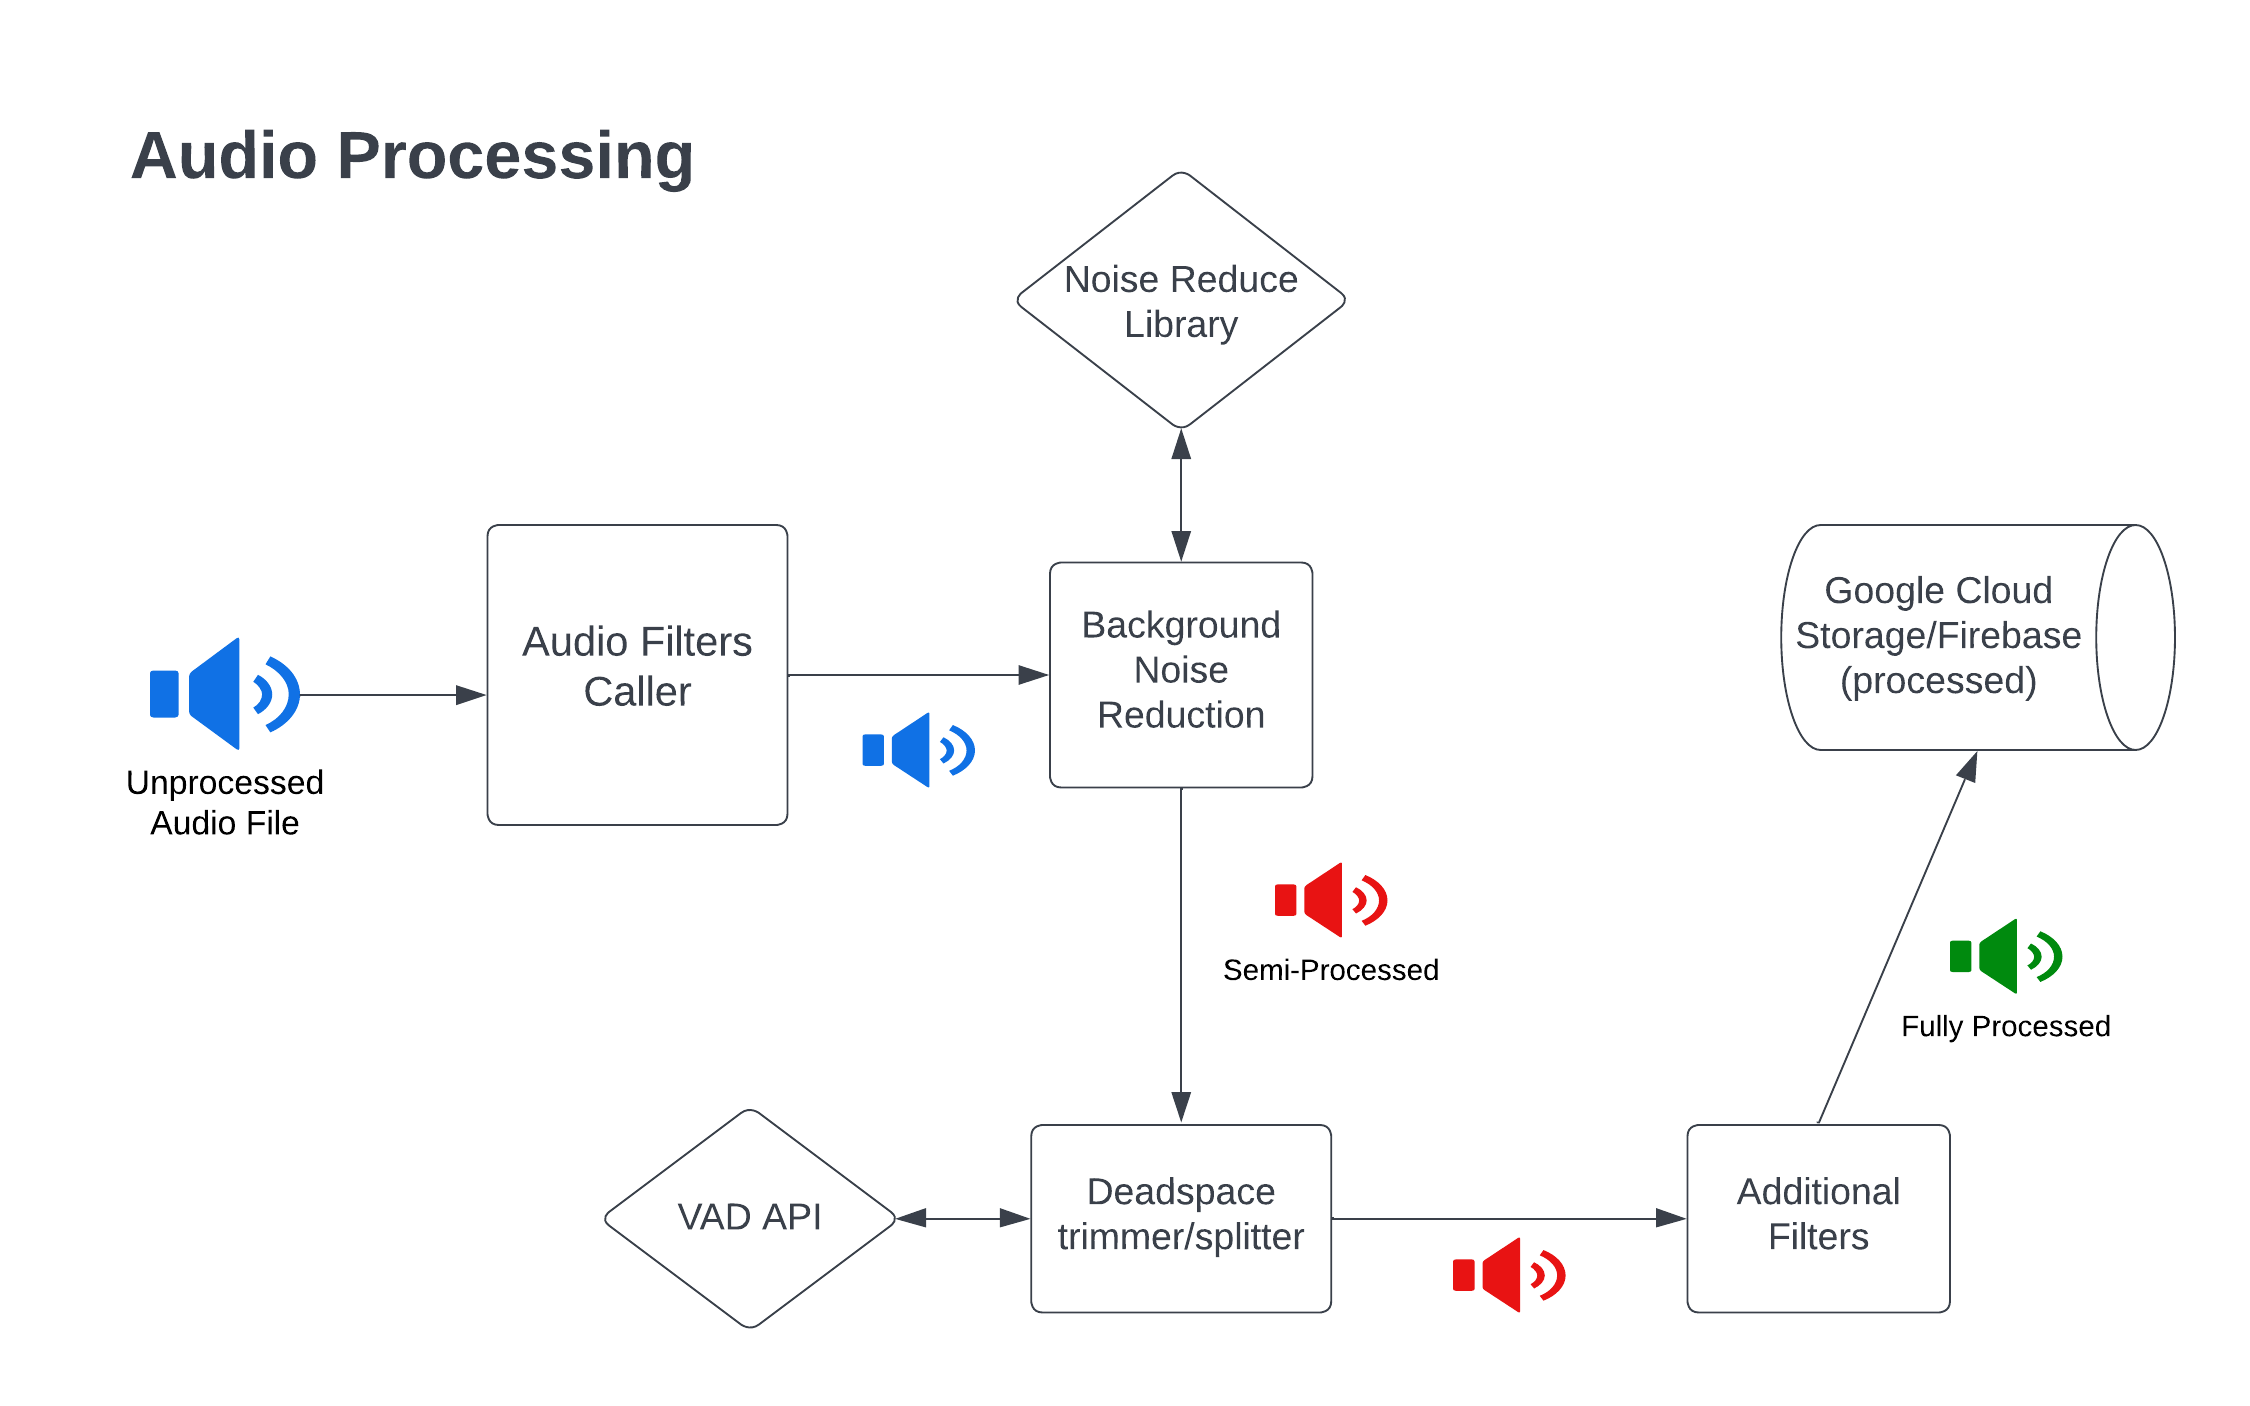 Audio Processing
Noise Reduce
Library
Audio Filters
Caller
Background
Noise
Reduction
Google Cloud
Storage/Firebase
(processed)
Unprocessed
Audio File
Semi-Processed
Fully Processed
VAD API
Deadspace
trimmer/splitter
Additional
Filters